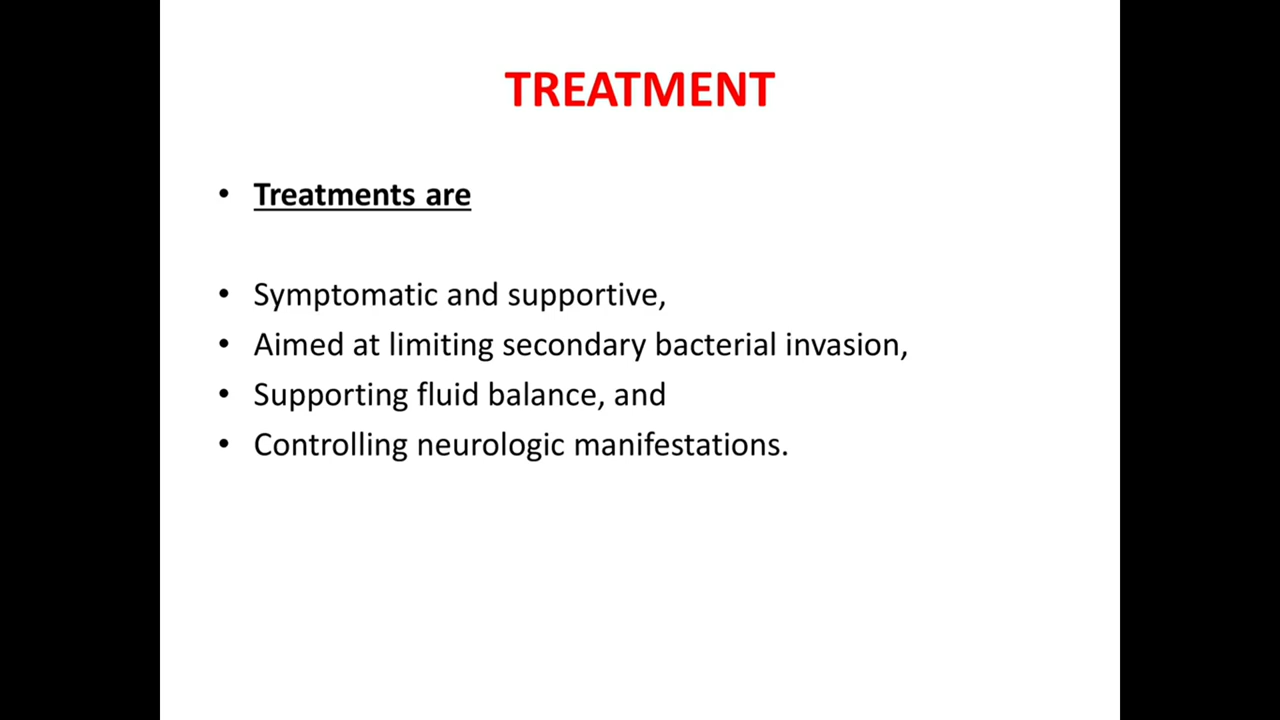 TREATMENT
• Treatments are
• Symptomatic and supportive,
• Aimed at limiting secondary bacterial invasion,
• Supporting fluid balance, and
• Controlling neurologic manifestations.